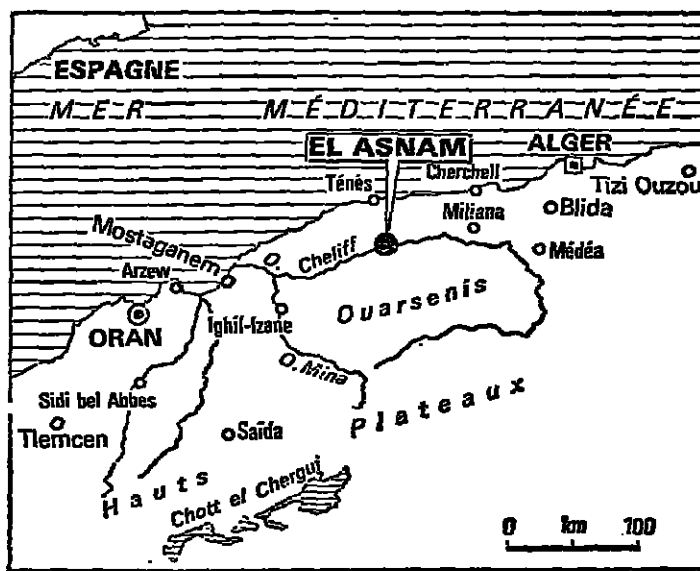 ESPAGNE
MER MÉDITERRANÉE
EL ASNAM
ALGER
Ténés
Cherchell
Tizi Ouzou
Miliana
Blida
Mostaganem
O. Cheliff
Médéa
Arzew
Ouarsenis
Ighil-Izane
ORAN
O. Mina
Sidi bel Abbes
Tlemcen
Saïda
Hauts Plateaux
Chott el Chergui
0 km 100